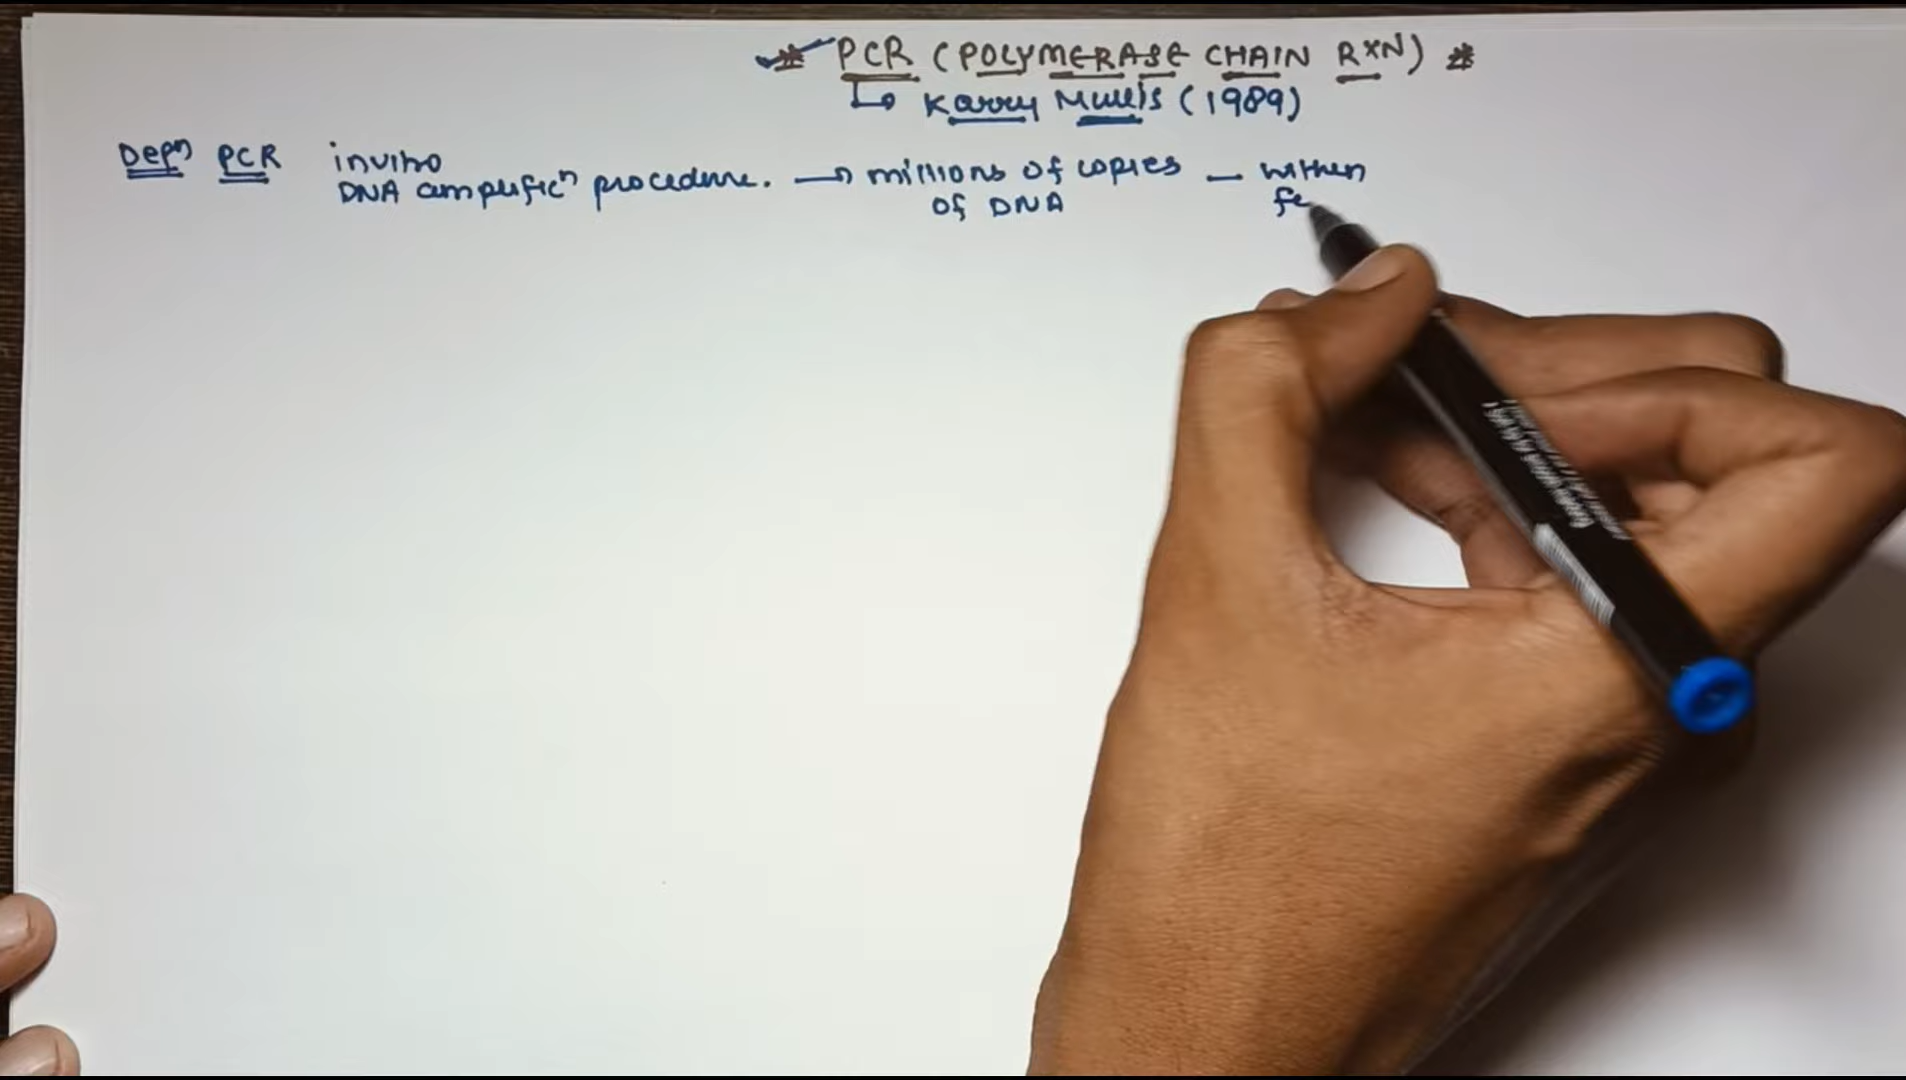 * PCR (POLYMERASE CHAIN RXN) *
Karry Mullis (1989)
Defⁿ PCR invitro
DNA amplificⁿ procedure. → millions of copies – within
of DNA fe